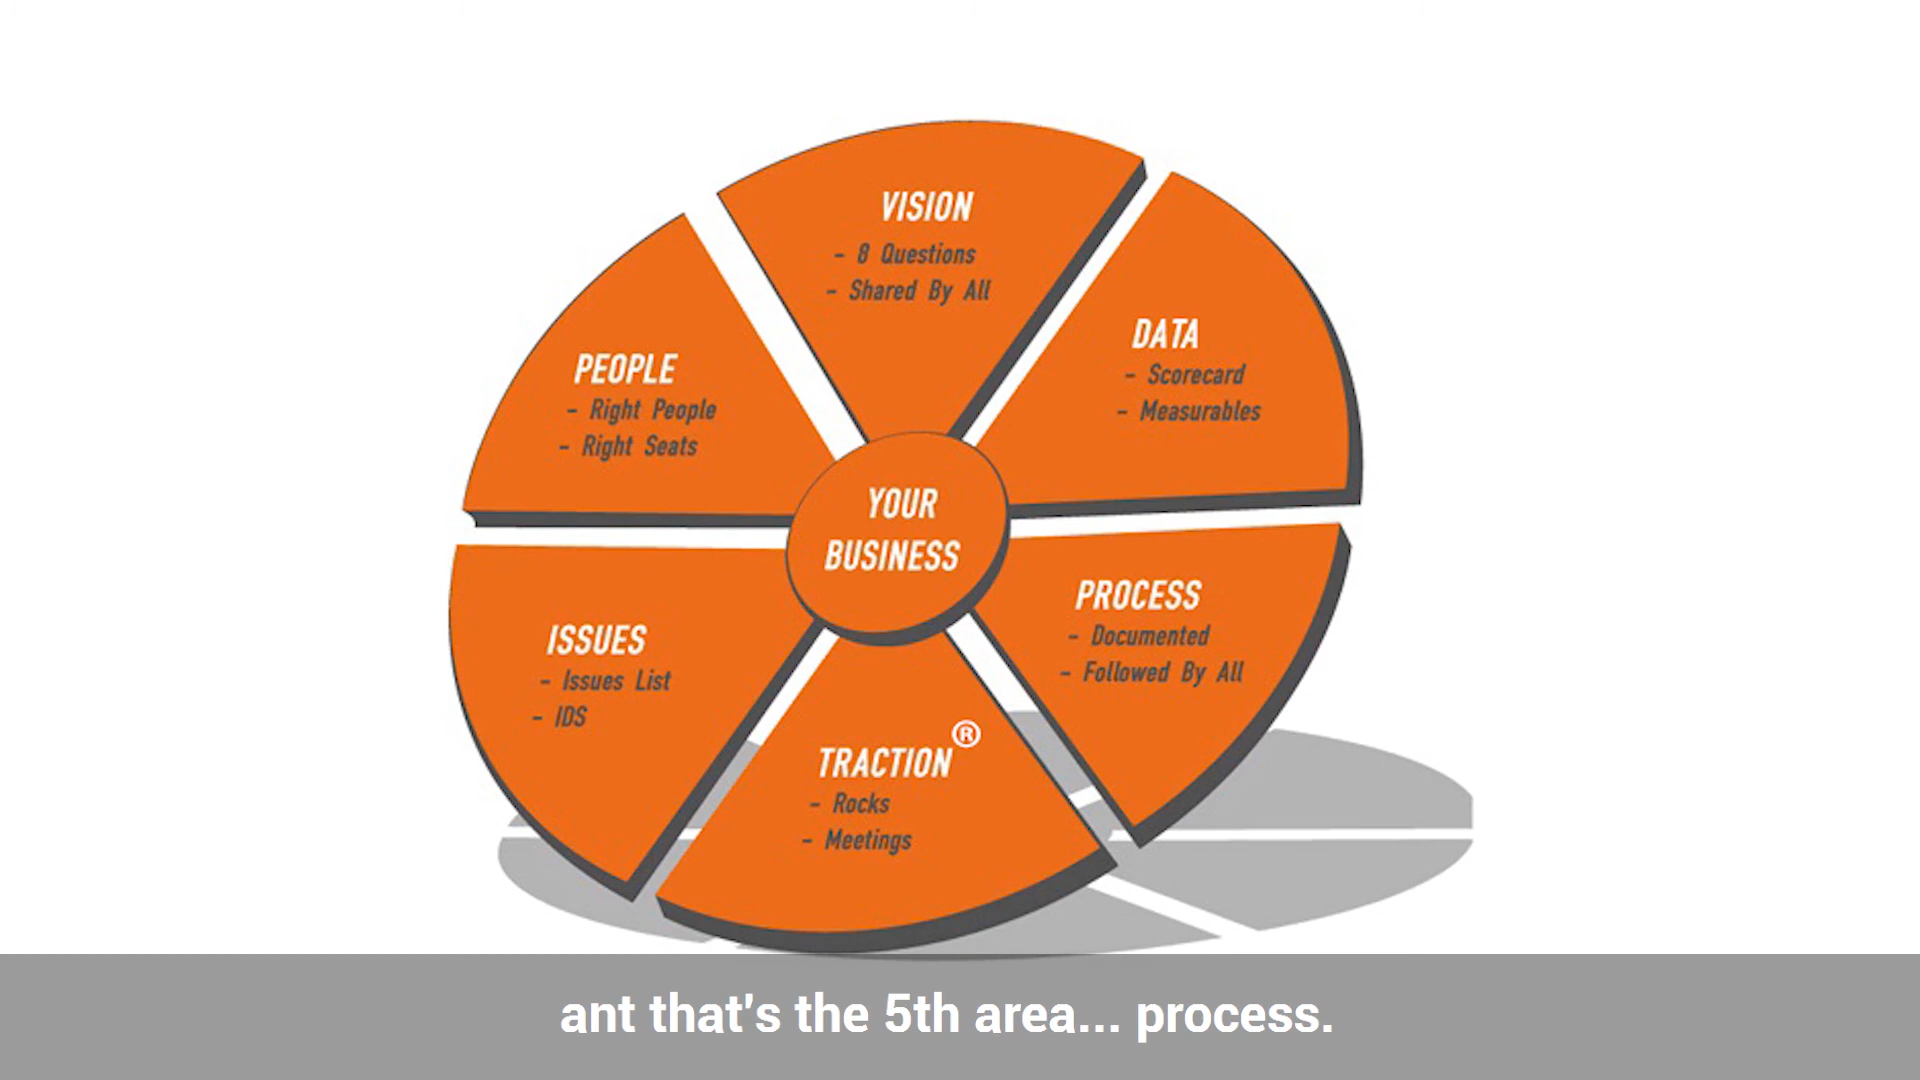 VISION
- 8 Questions
- Shared By All
DATA
- Scorecard
- Measurables
PEOPLE
- Right People
- Right Seats
YOUR
BUSINESS
PROCESS
- Documented
- Followed By All
ISSUES
- Issues List
- IDS
TRACTION®
- Rocks
- Meetings
ant that's the 5th area... process.